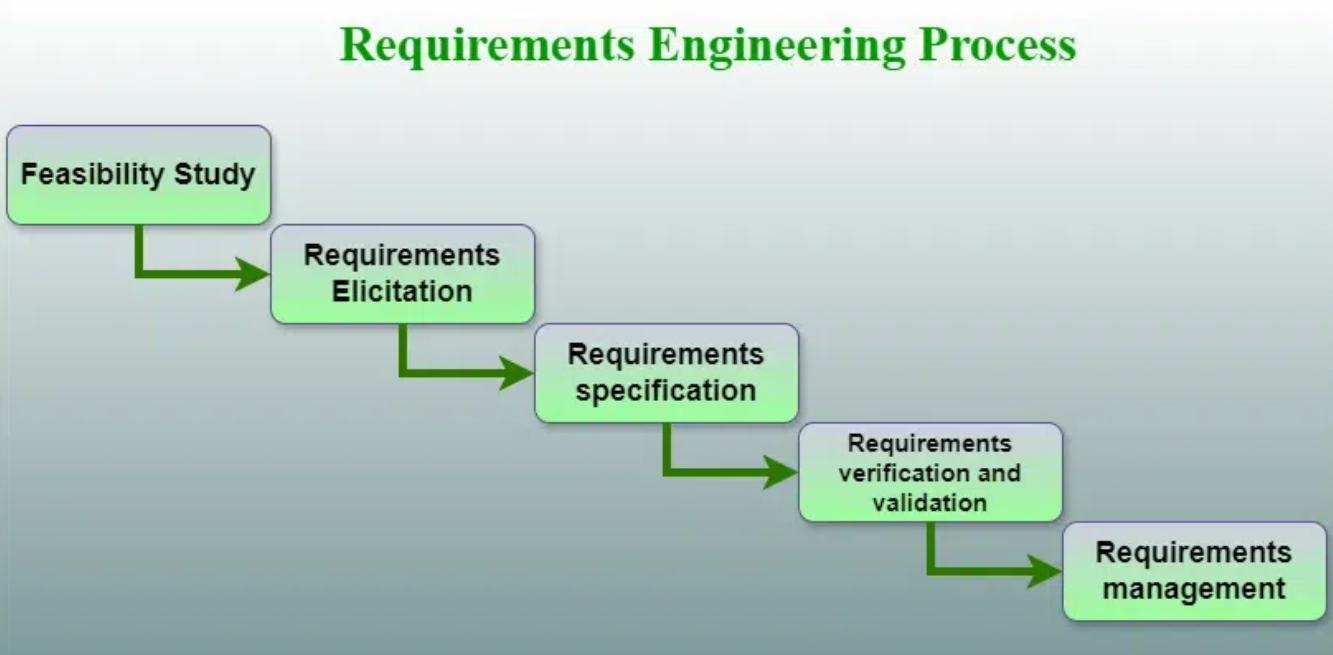 Requirements Engineering Process
Feasibility Study
Requirements
Elicitation
Requirements
specification
Requirements
verification and
validation
Requirements
management